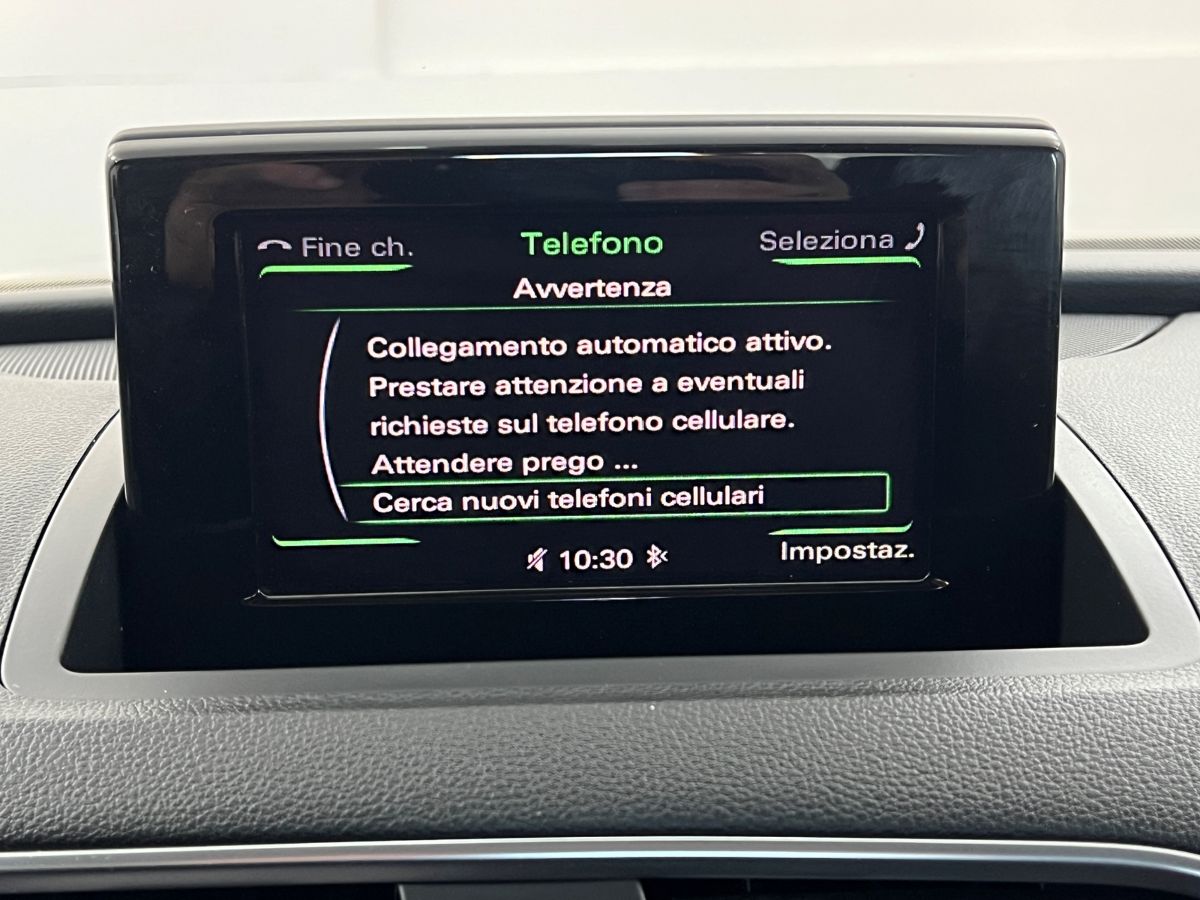 Fine ch. Telefono Seleziona
Avvertenza
Collegamento automatico attivo.
Prestare attenzione a eventuali
richieste sul telefono cellulare.
Attendere prego ...
Cerca nuovi telefoni cellulari
10:30
Impostaz.